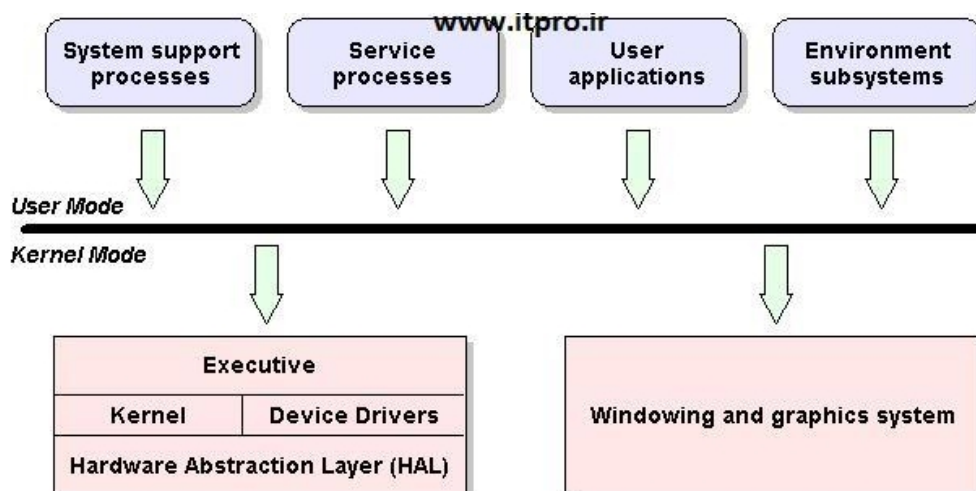 www.itpro.ir
System support
processes
Service
processes
User
applications
Environment
subsystems
User Mode
Kernel Mode
Executive
Kernel
Device Drivers
Hardware Abstraction Layer (HAL)
Windowing and graphics system